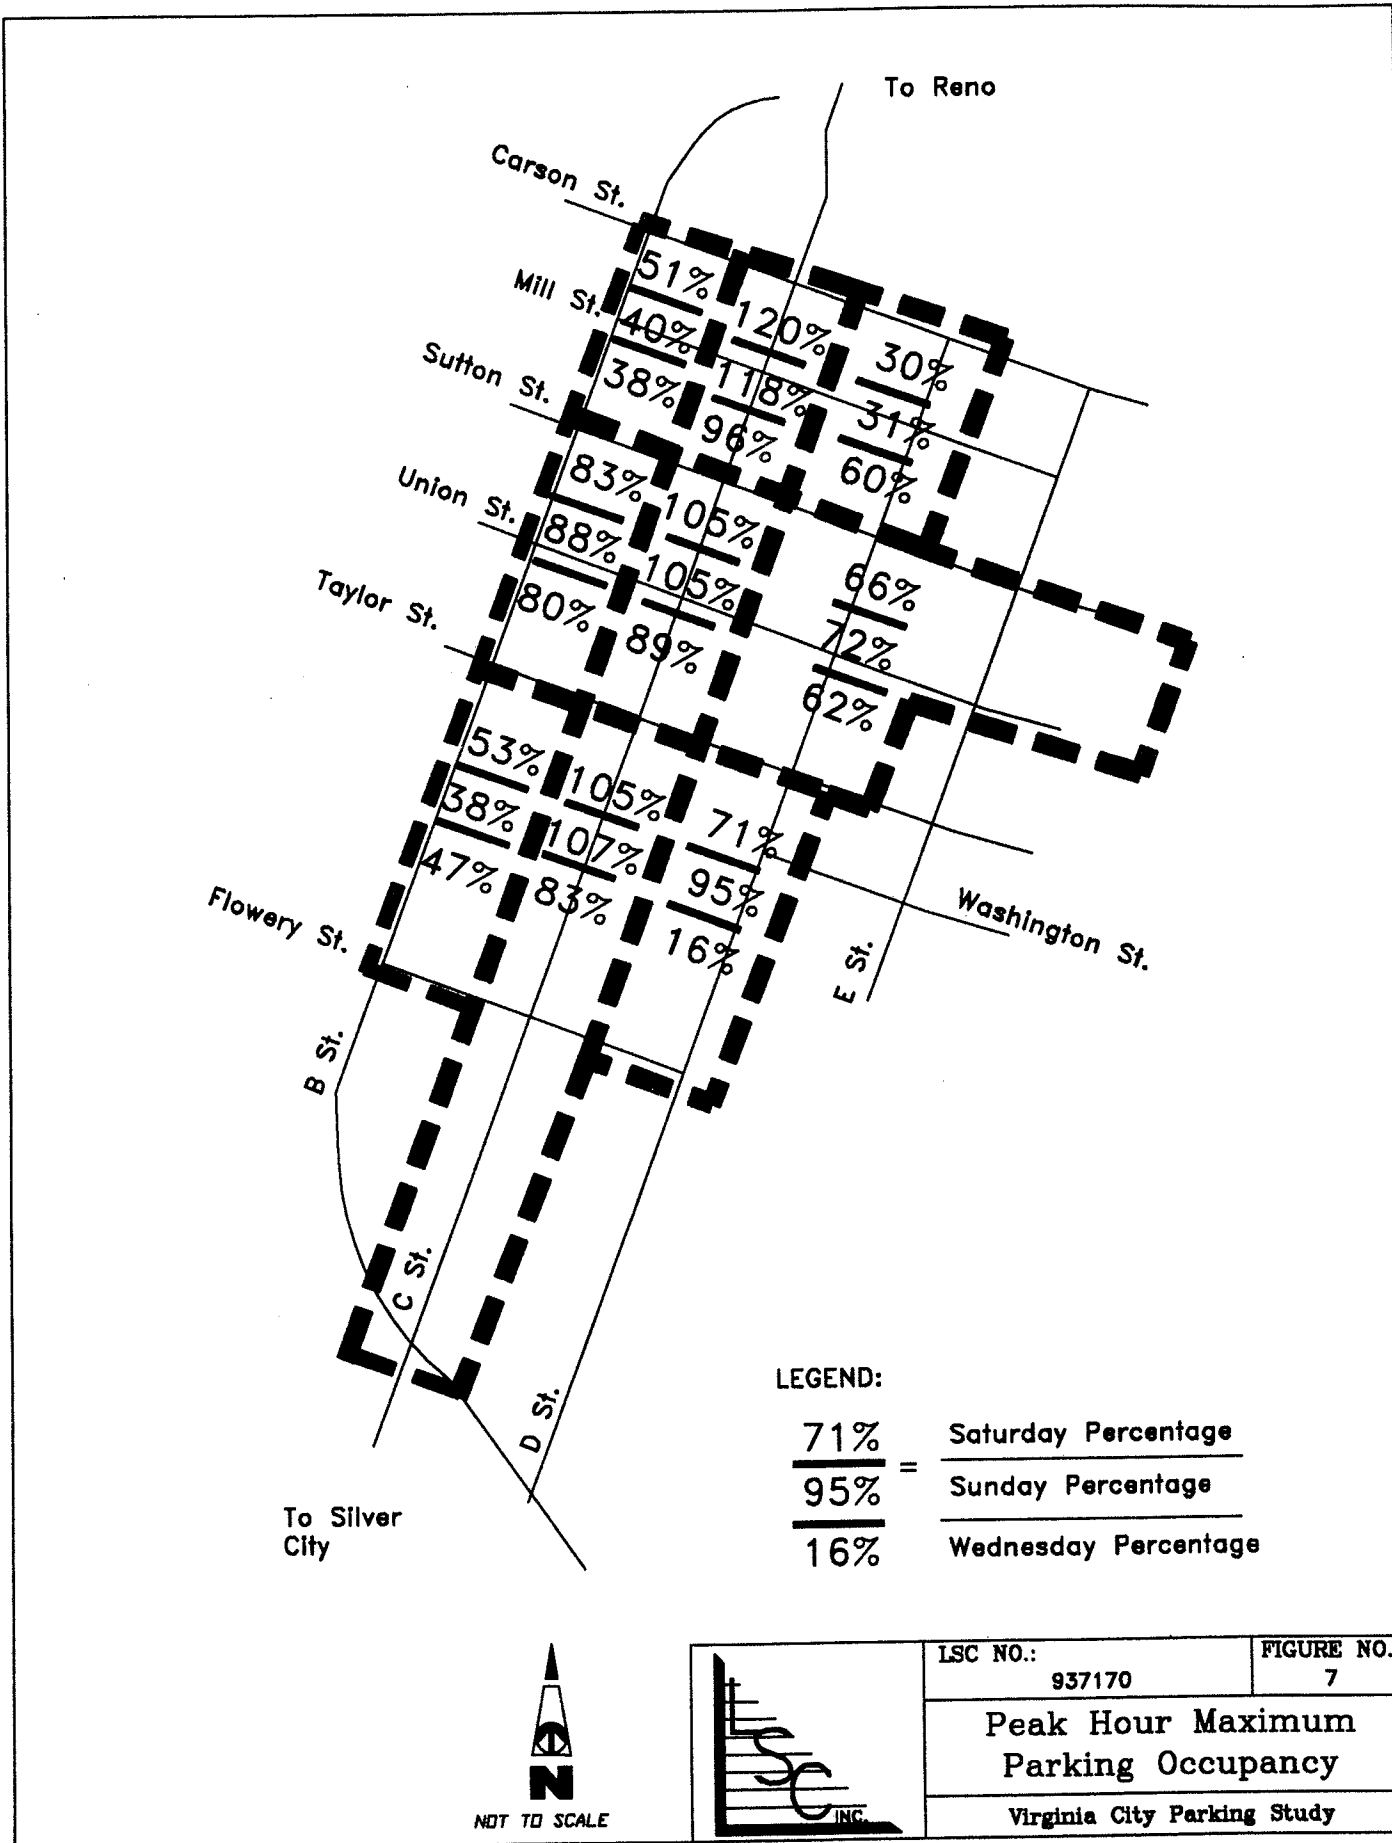 To Reno
Carson St.
Mill St.
Sutton St.
Union St.
Taylor St.
Flowery St.
51%
40%
38%
120%
118%
96%
30%
31%
60%
83%
88%
80%
105%
105%
89%
66%
72%
62%
53%
38%
47%
105%
107%
83%
71%
95%
16%
Washington St.
E St.
B St.
C St.
D St.
To Silver
City
LEGEND:
71%
95%
16%
=
Saturday Percentage
Sunday Percentage
Wednesday Percentage
N
NOT TO SCALE
LSC
INC.
LSC NO.:
937170
FIGURE NO.
7
Peak Hour Maximum
Parking Occupancy
Virginia City Parking Study